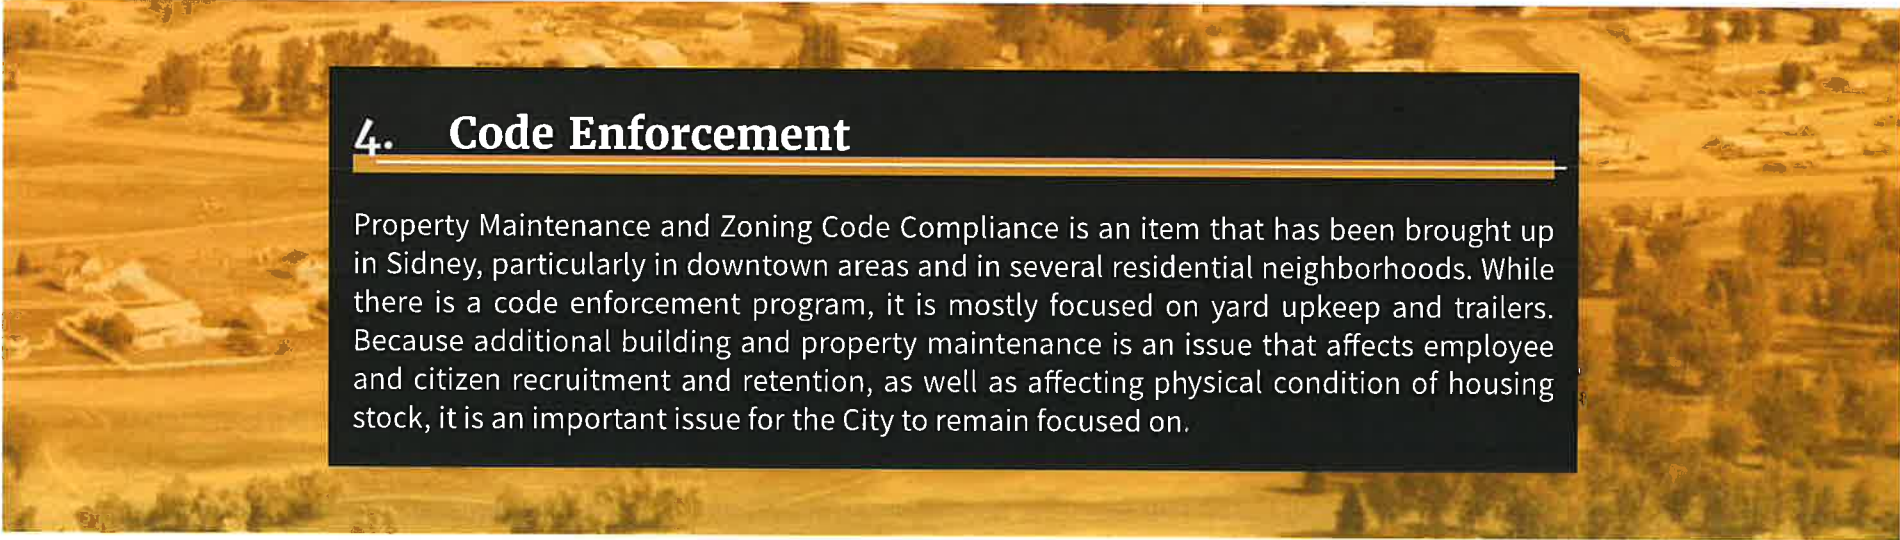 4. Code Enforcement
Property Maintenance and Zoning Code Compliance is an item that has been brought up
in Sidney, particularly in downtown areas and in several residential neighborhoods. While
there is a code enforcement program, it is mostly focused on yard upkeep and trailers.
Because additional building and property maintenance is an issue that affects employee
and citizen recruitment and retention, as well as affecting physical condition of housing
stock, it is an important issue for the City to remain focused on.